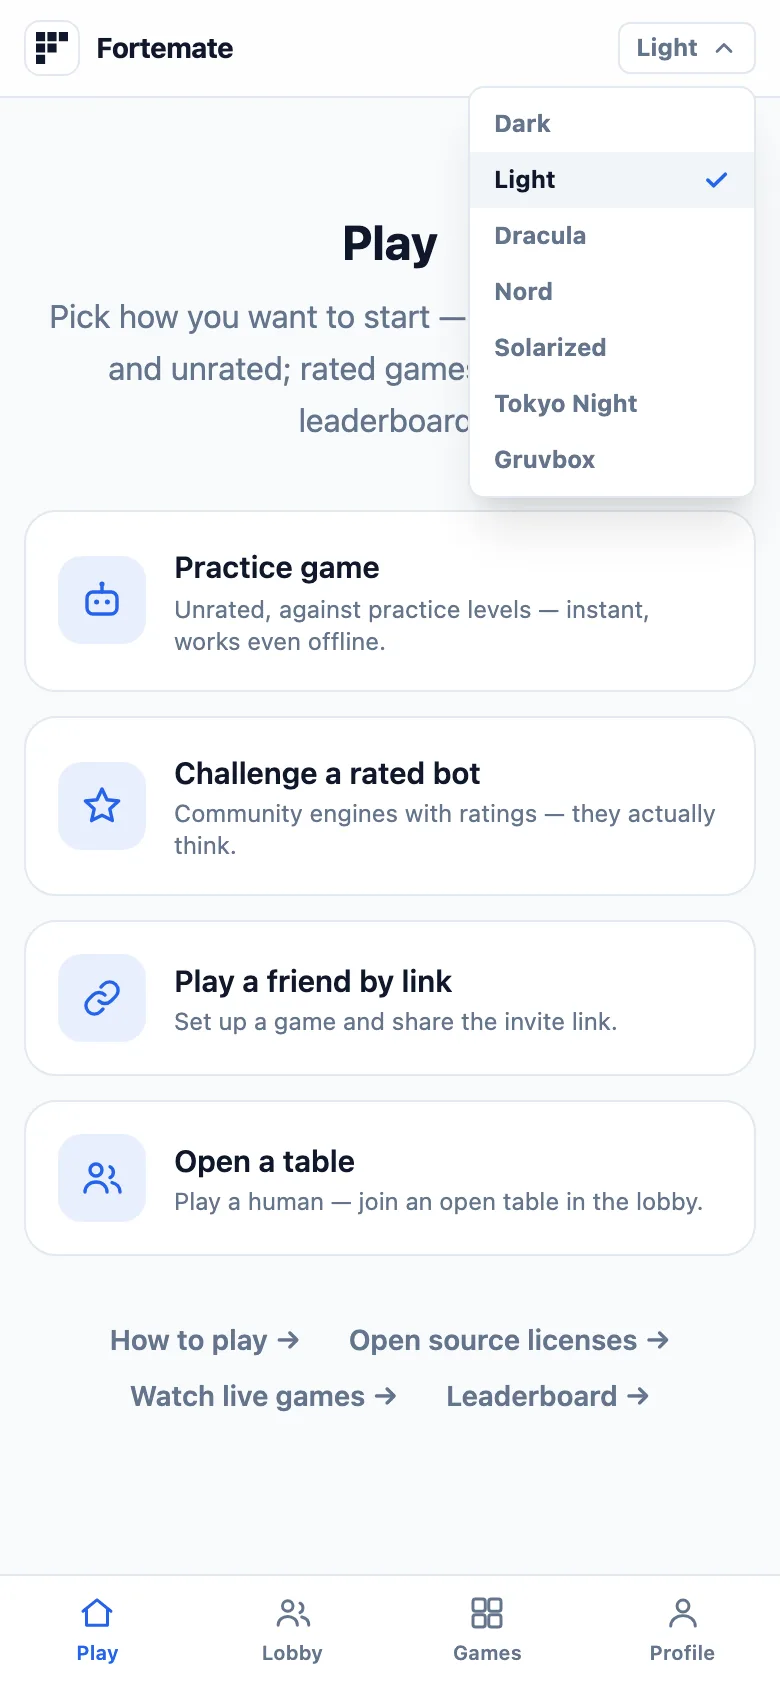 Fortemate
Light
Dark
Light
Dracula
Nord
Solarized
Tokyo Night
Gruvbox
Play
Pick how you want to start —
and unrated; rated games
leaderboard
Practice game
Unrated, against practice levels — instant,
works even offline.
Challenge a rated bot
Community engines with ratings — they actually
think.
Play a friend by link
Set up a game and share the invite link.
Open a table
Play a human — join an open table in the lobby.
How to play → Open source licenses →
Watch live games → Leaderboard →
Play Lobby Games Profile